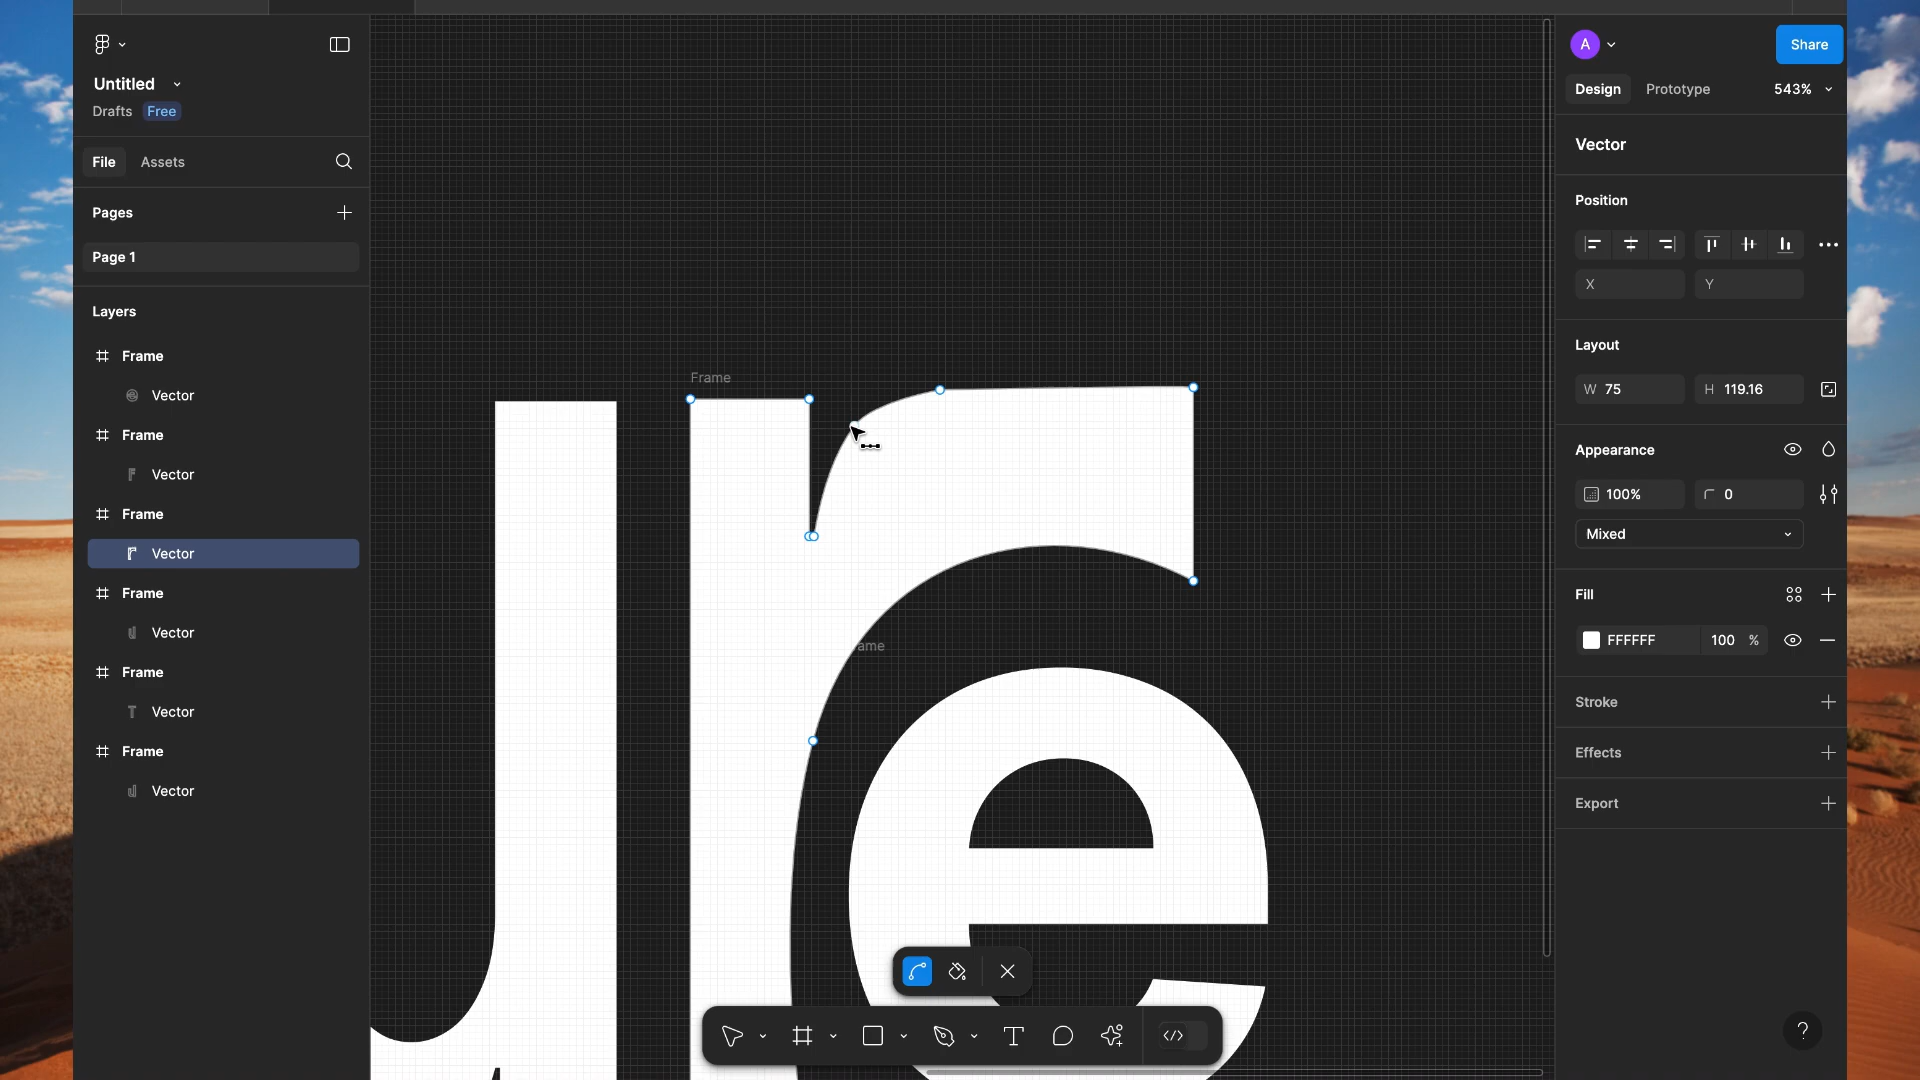 Untitled
Drafts Free
File Assets
Pages
Page 1
Layers
Frame
Vector
Frame
Vector
Frame
Vector
Frame
Vector
Frame
Vector
Frame
Vector
Frame
ame
re
A
Share
Design Prototype 543%
Vector
Position
X Y
Layout
W 75 H 119.16
Appearance
100% 0
Mixed
Fill
FFFFFF 100 %
Stroke
Effects
Export
?